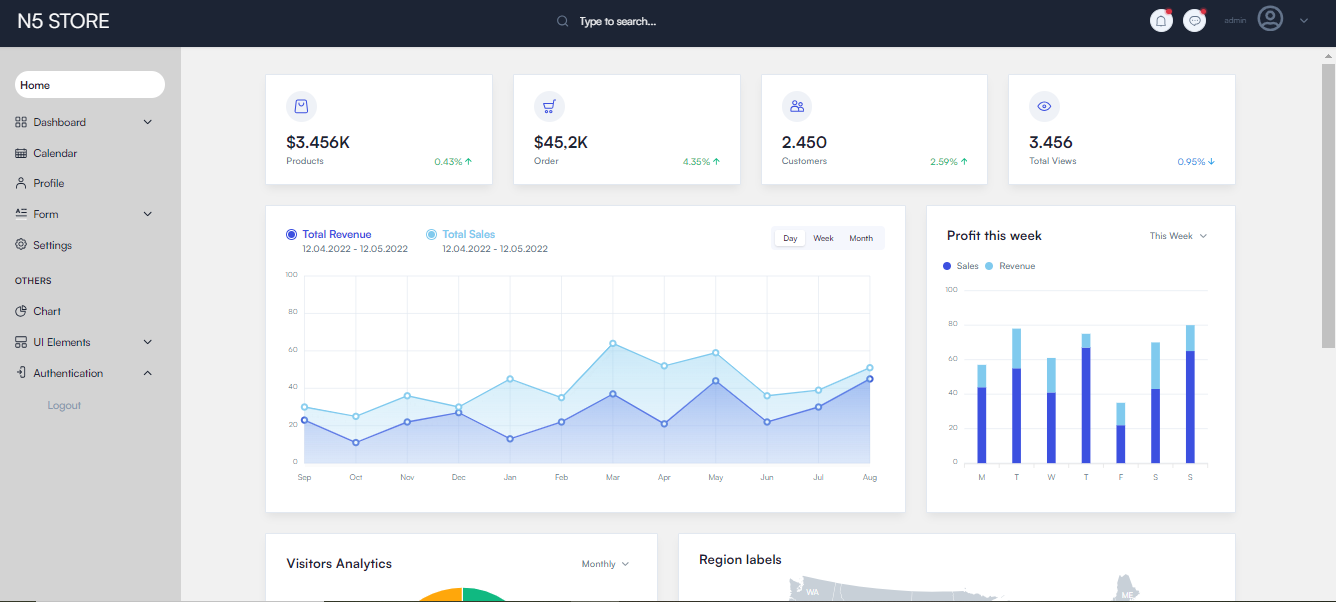 N5 STORE
Type to search...
admin
Home
Dashboard
Calendar
Profile
Form
Settings
OTHERS
Chart
UI Elements
Authentication
Logout
$3.456K
Products
0.43%
$45,2K
Order
4.35%
2.450
Customers
2.59%
3.456
Total Views
0.95%
Total Revenue
12.04.2022 - 12.05.2022
Total Sales
12.04.2022 - 12.05.2022
Day Week Month
100
80
60
40
20
0
Sep Oct Nov Dec Jan Feb Mar Apr May Jun Jul Aug
Profit this week
This Week
Sales Revenue
100
80
60
40
20
0
M T W T F S S
Visitors Analytics
Monthly
Region labels
WA
ME